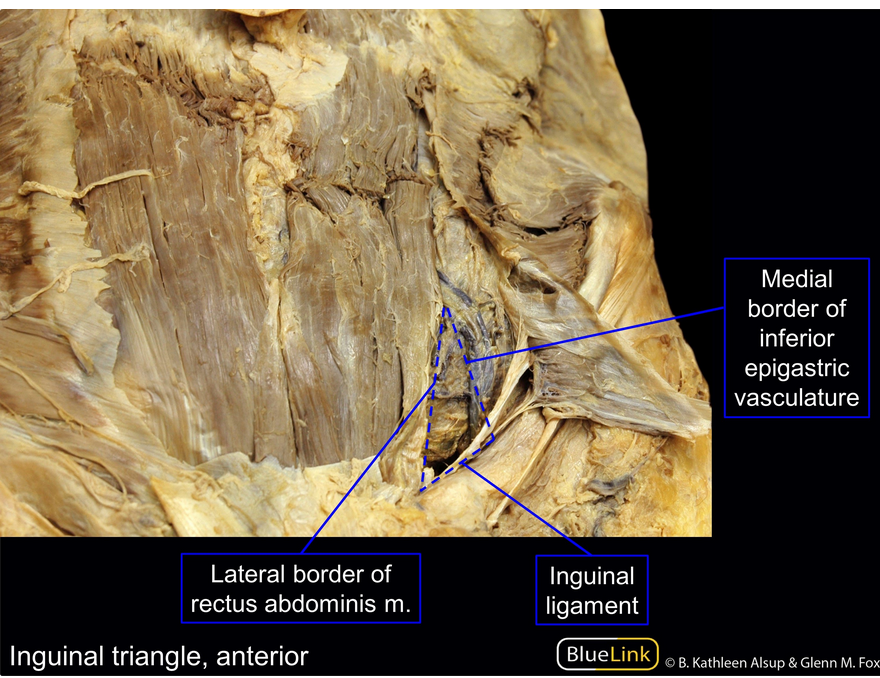 Medial
border of
inferior
epigastric
vasculature
Lateral border of
rectus abdominis m.
Inguinal
ligament
Inguinal triangle, anterior
BlueLink
© B. Kathleen Alsup & Glenn M. Fox